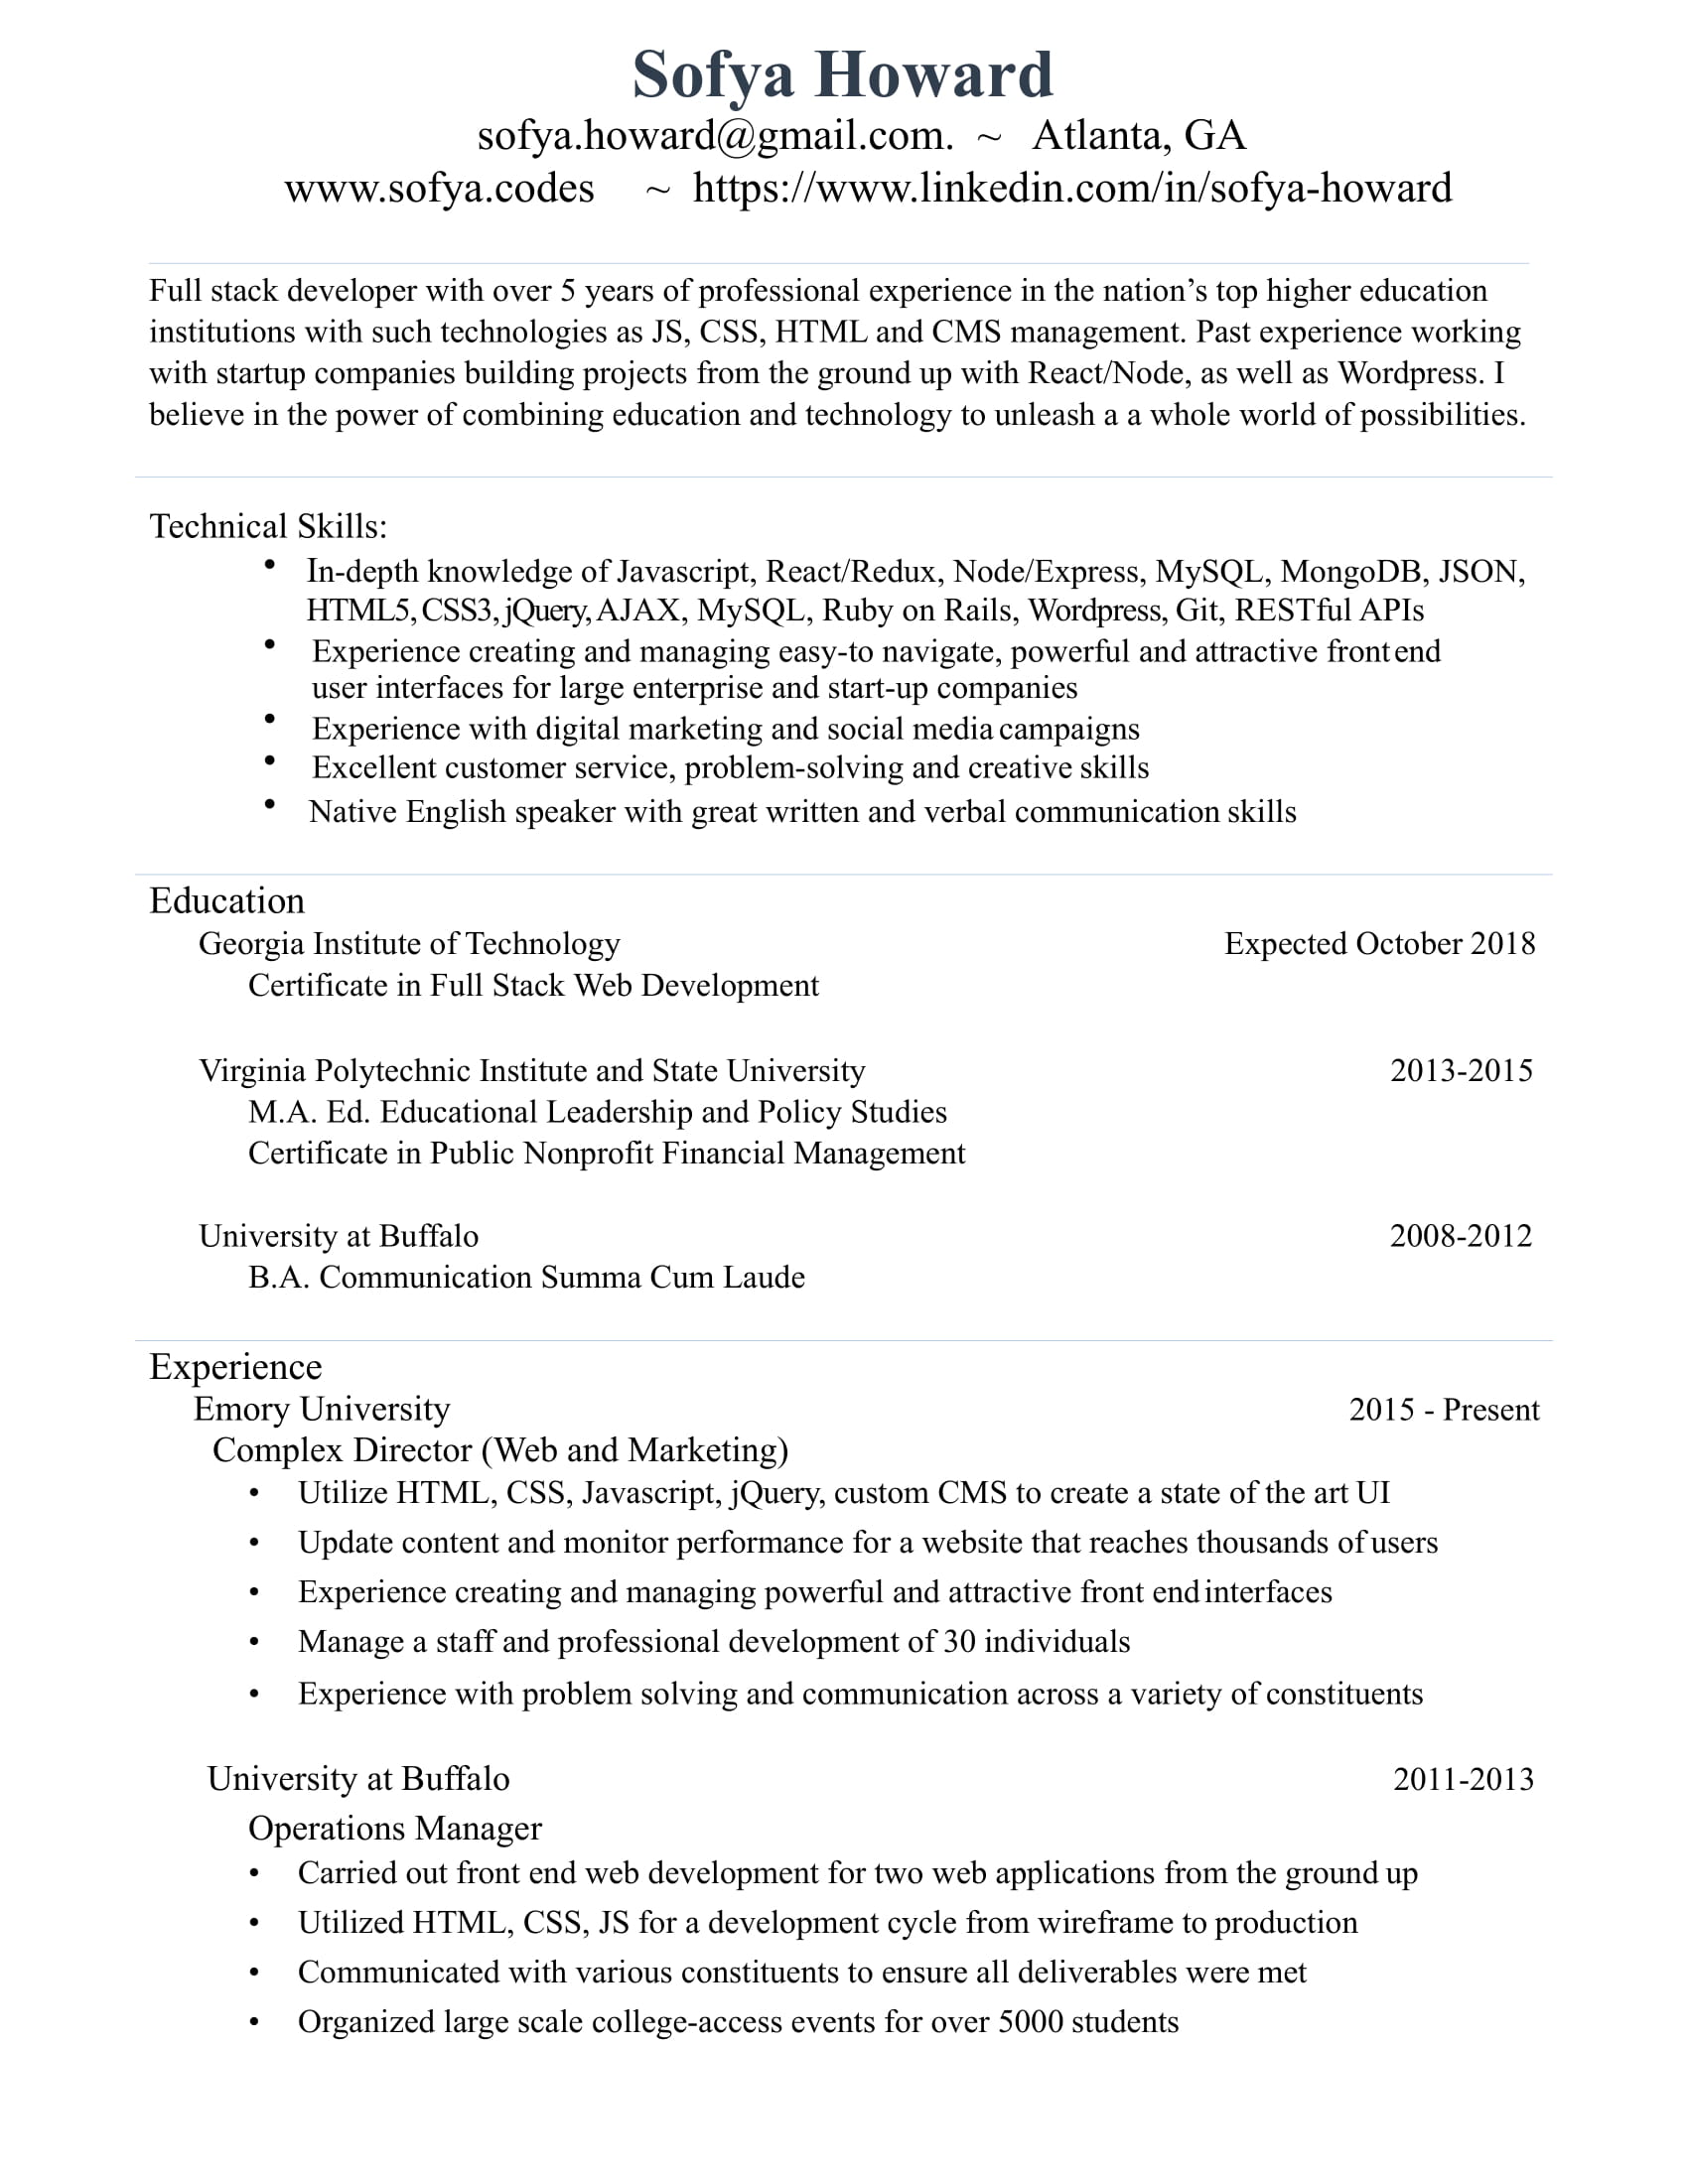 Sofya Howard
sofya.howard@gmail.com. ~ Atlanta, GA
www.sofya.codes ~ https://www.linkedin.com/in/sofya-howard
Full stack developer with over 5 years of professional experience in the nation’s top higher education
institutions with such technologies as JS, CSS, HTML and CMS management. Past experience working
with startup companies building projects from the ground up with React/Node, as well as Wordpress. I
believe in the power of combining education and technology to unleash a a whole world of possibilities.
Technical Skills:
• In-depth knowledge of Javascript, React/Redux, Node/Express, MySQL, MongoDB, JSON,
HTML5, CSS3, jQuery, AJAX, MySQL, Ruby on Rails, Wordpress, Git, RESTful APIs
• Experience creating and managing easy-to navigate, powerful and attractive front end
user interfaces for large enterprise and start-up companies
• Experience with digital marketing and social media campaigns
• Excellent customer service, problem-solving and creative skills
• Native English speaker with great written and verbal communication skills
Education
Georgia Institute of Technology Expected October 2018
Certificate in Full Stack Web Development
Virginia Polytechnic Institute and State University 2013-2015
M.A. Ed. Educational Leadership and Policy Studies
Certificate in Public Nonprofit Financial Management
University at Buffalo 2008-2012
B.A. Communication Summa Cum Laude
Experience
Emory University 2015 - Present
Complex Director (Web and Marketing)
• Utilize HTML, CSS, Javascript, jQuery, custom CMS to create a state of the art UI
• Update content and monitor performance for a website that reaches thousands of users
• Experience creating and managing powerful and attractive front end interfaces
• Manage a staff and professional development of 30 individuals
• Experience with problem solving and communication across a variety of constituents
University at Buffalo 2011-2013
Operations Manager
• Carried out front end web development for two web applications from the ground up
• Utilized HTML, CSS, JS for a development cycle from wireframe to production
• Communicated with various constituents to ensure all deliverables were met
• Organized large scale college-access events for over 5000 students